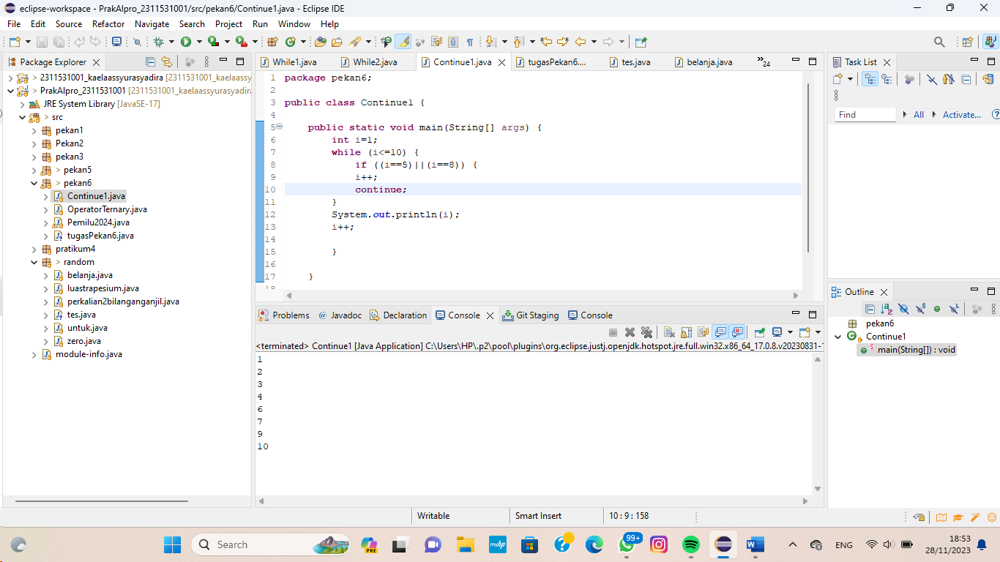 eclipse-workspace - PrakAlpro_2311531001/src/pekan6/Continue1.java - Eclipse IDE
File Edit Source Refactor Navigate Search Project Run Window Help
Package Explorer
> 2311531001_kaelaassyurasyadira [2311531001_kaelaassy
> PrakAlpro_2311531001 [2311531001_kaelaassyurasyadira
JRE System Library [JavaSE-17]
> src
pekan1
Pekan2
pekan3
> pekan5
> pekan6
Continue1.java
OperatorTernary.java
Pemilu2024.java
tugasPekan6.java
pratikum4
> random
belanja.java
luastrapesium.java
perkalian2bilanganganjil.java
tes.java
untuk.java
zero.java
module-info.java
While1.java While2.java Continue1.java tugasPekan6.... tes.java belanja.java »24
1 package pekan6;
2
3 public class Continue1 {
4
5 public static void main(String[] args) {
6 int i=1;
7 while (i<=10) {
8 if ((i==5)||(i==8)) {
9 i++;
10 continue;
11 }
12 System.out.println(i);
13 i++;
14
15 }
16
17 }
18
Problems @ Javadoc Declaration Console Git Staging Console
<terminated> Continue1 [Java Application] C:\Users\HP\.p2\pool\plugins\org.eclipse.justj.openjdk.hotspot.jre.full.win32.x86_64_17.0.8.v20230831-1
1
2
3
4
6
7
9
10
Task List
Find All Activate...
Outline
pekan6
Continue1
main(String[]) : void
Writable Smart Insert 10 : 9 : 158
Search
PRE
myhp
99+
ENG
18:53
28/11/2023